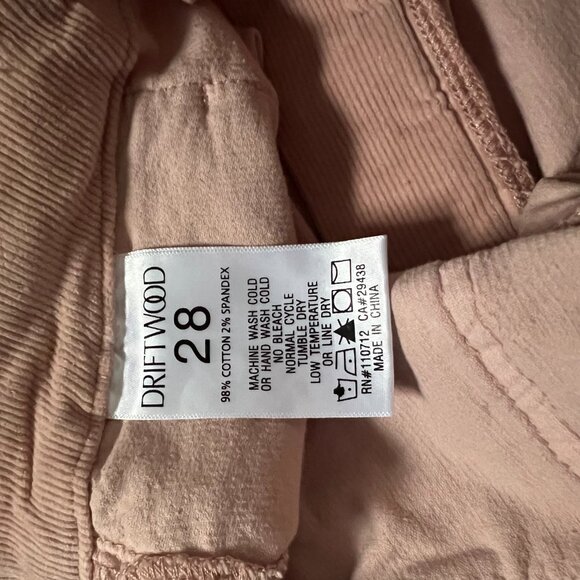 DRIFTWOOD
28
98% COTTON 2% SPANDEX
MACHINE WASH COLD
OR HAND WASH COLD
NO BLEACH
NORMAL CYCLE
TUMBLE DRY
LOW TEMPERATURE
OR LINE DRY
RN#110712 CA#29438
MADE IN CHINA